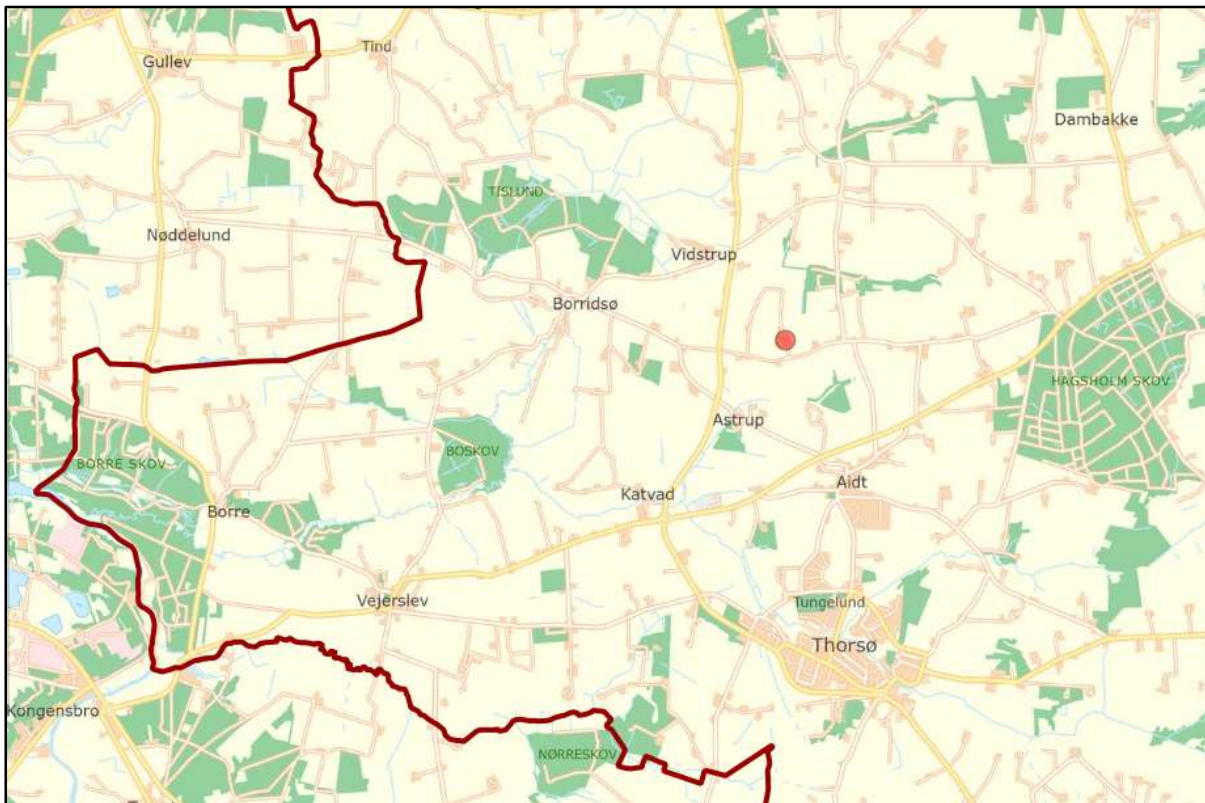 Tind
Gullev
Dambakke
TISLUND
Nøddelund
Vidstrup
Borridsø
HAGSHOLM SKOV
Astrup
BOSKOV
BORRE SKOV
Aidt
Katvad
Borre
Vejerslev
Tungelund
Thorsø
Kongensbro
NØRRESKOV